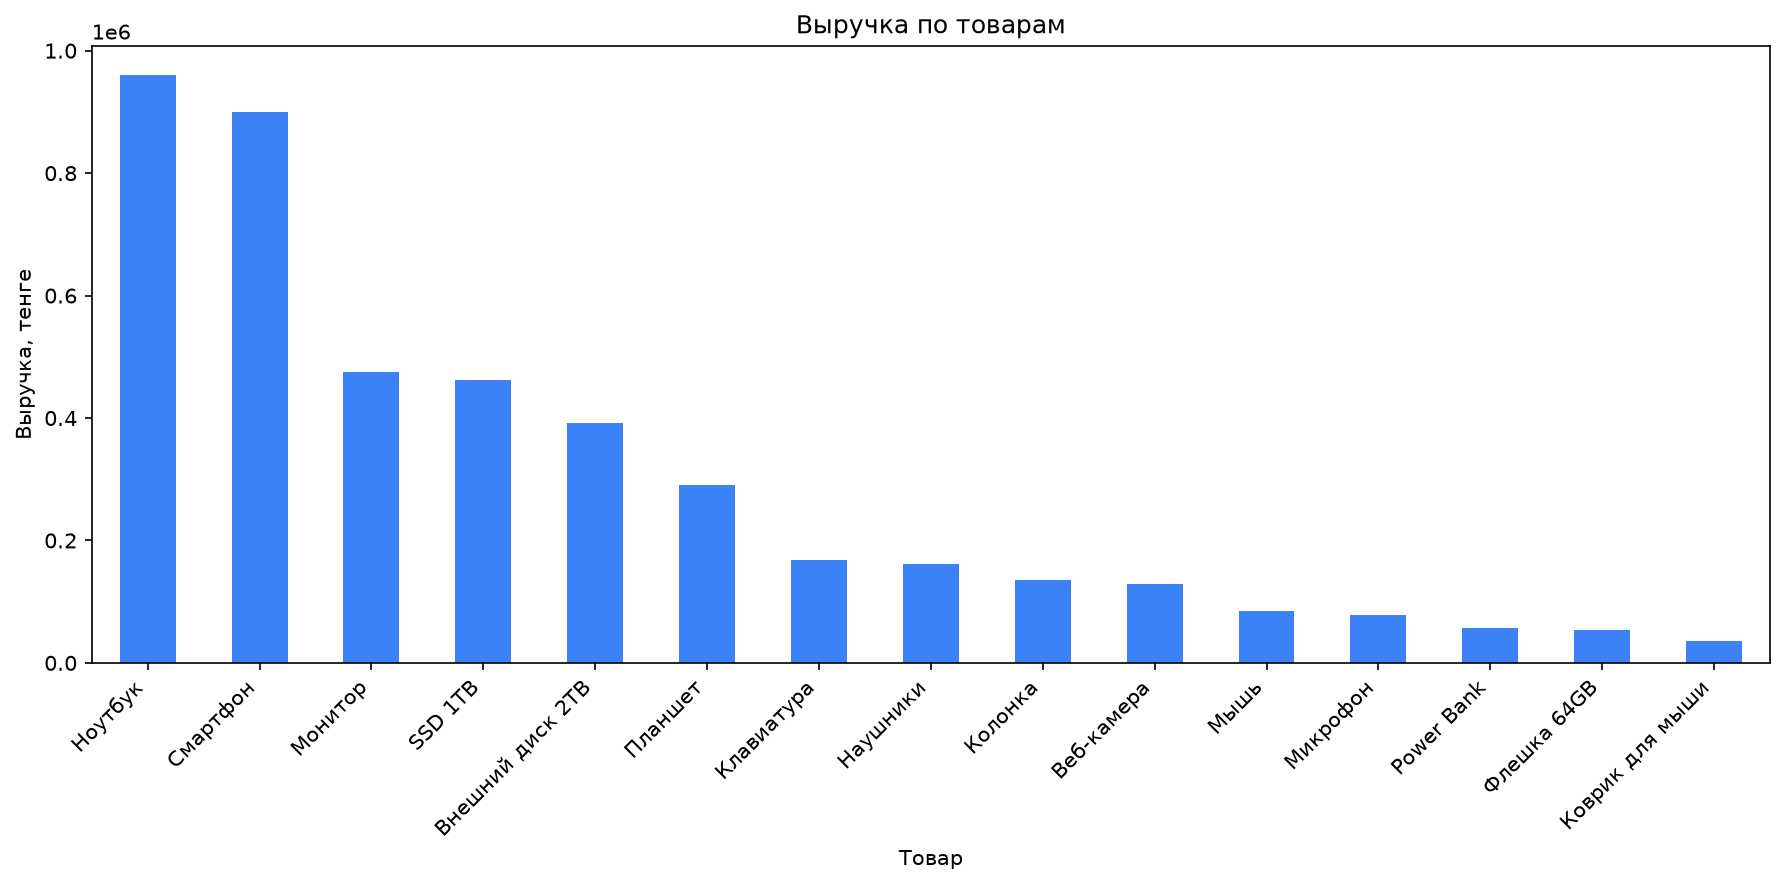 Выручка по товарам
1e6
1.0
0.8
0.6
0.4
0.2
0.0
Выручка, тенге
Ноутбук
Смартфон
Монитор
SSD 1TB
Внешний диск 2TB
Планшет
Клавиатура
Наушники
Колонка
Веб-камера
Мышь
Микрофон
Power Bank
Флешка 64GB
Коврик для мыши
Товар